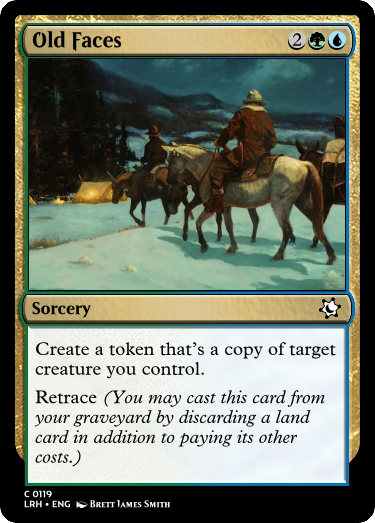 Old Faces 2
Sorcery
Create a token that's a copy of target
creature you control.
Retrace (You may cast this card from
your graveyard by discarding a land
card in addition to paying its other
costs.)
C 0119
LRH • ENG Brett James Smith